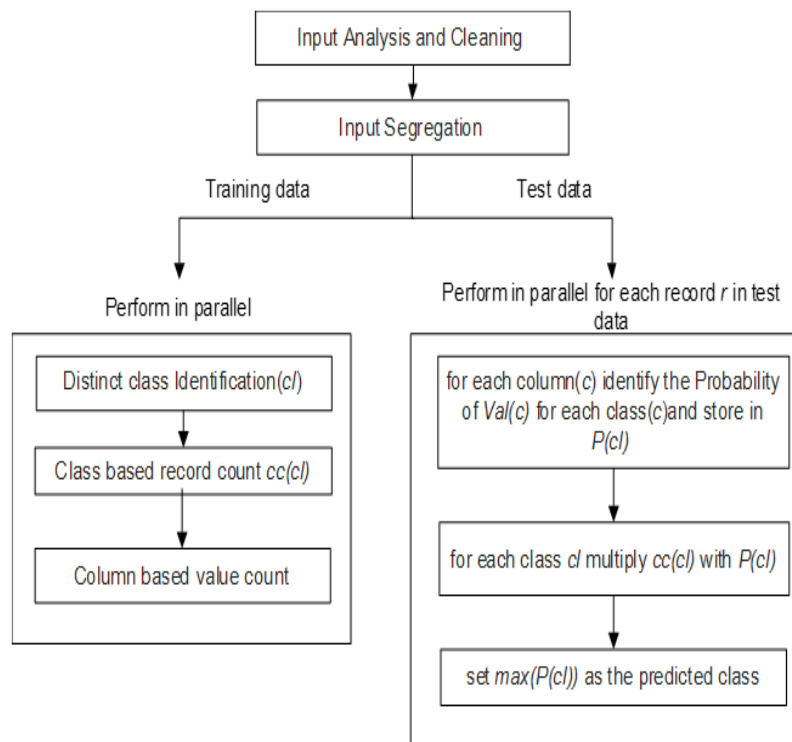 Input Analysis and Cleaning
Input Segregation
Training data
Test data
Perform in parallel
Distinct class Identification(cl)
Class based record count cc(cl)
Column based value count
Perform in parallel for each record r in test
data
for each column(c) identify the Probability
of Val(c) for each class(c)and store in
P(cl)
for each class cl multiply cc(cl) with P(cl)
set max(P(cl)) as the predicted class